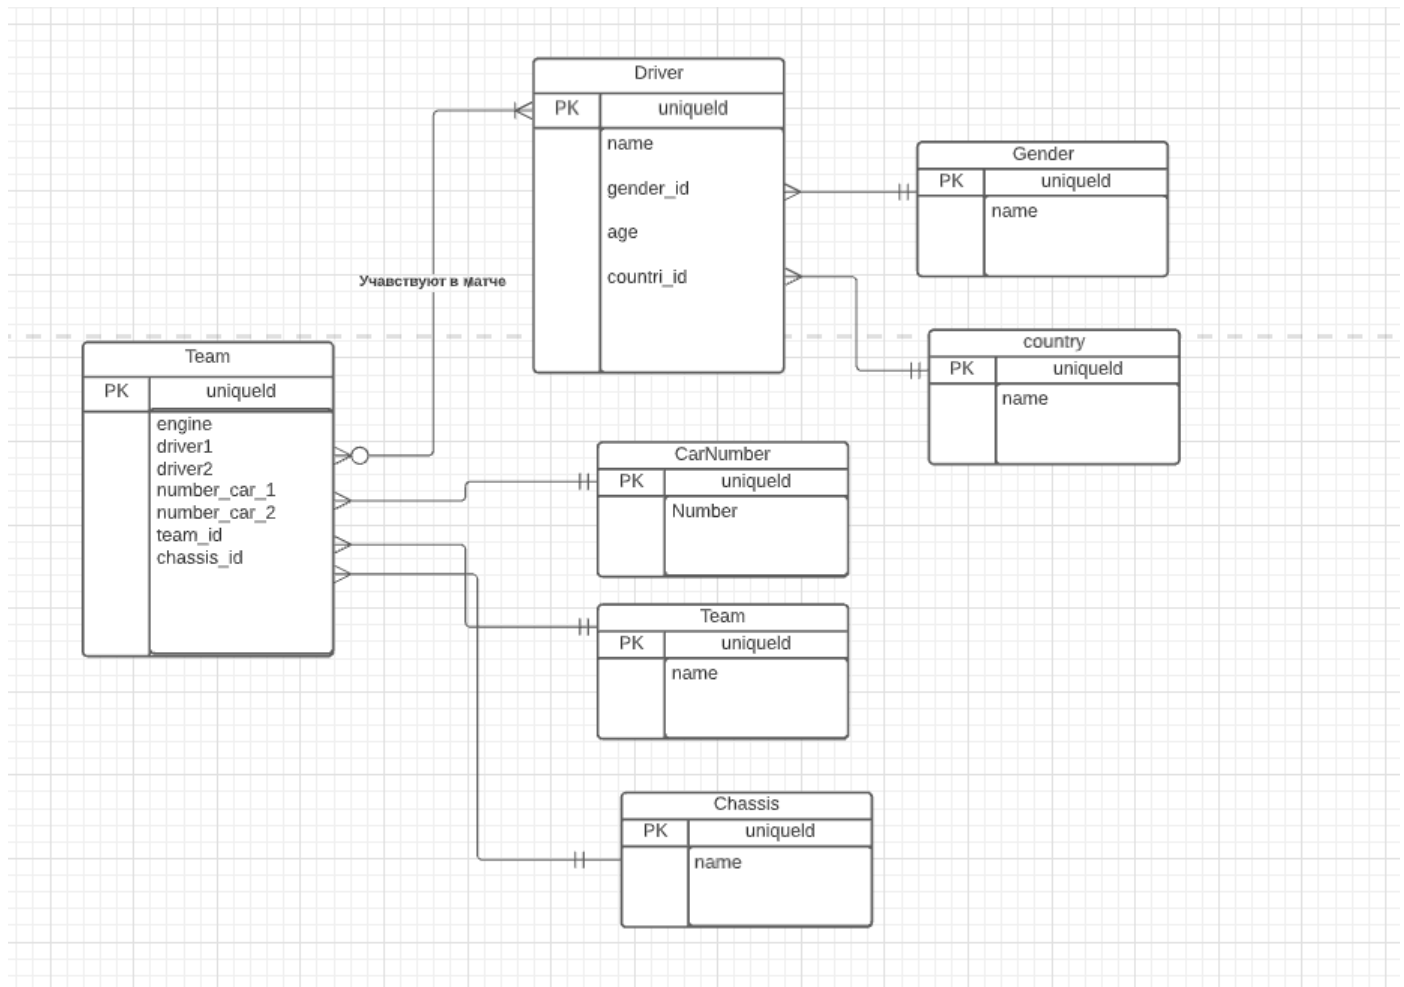 Driver
PK uniqueId
name
gender_id
age
countri_id
Gender
PK uniqueId
name
Учавствуют в матче
country
PK uniqueId
name
Team
PK uniqueId
engine
driver1
driver2
number_car_1
number_car_2
team_id
chassis_id
CarNumber
PK uniqueId
Number
Team
PK uniqueId
name
Chassis
PK uniqueId
name